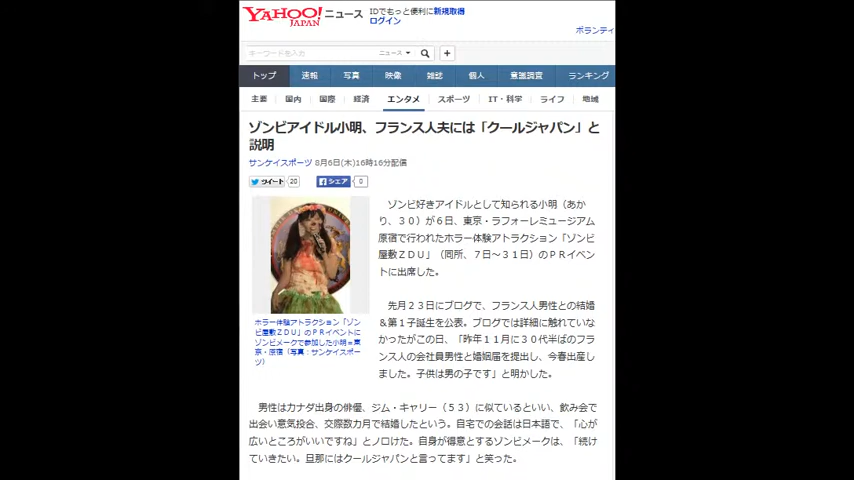 YAHOO! JAPAN ニュース
IDでもっと便利に新規取得
ログイン
ボランティ
キーワードを入力
ニュース
トップ 速報 写真 映像 雑誌 個人 意識調査 ランキング
主要 国内 国際 経済 エンタメ スポーツ IT・科学 ライフ 地域
ゾンビアイドル小明、フランス人夫には「クールジャパン」と
説明
サンケイスポーツ 8月6日(木)16時16分配信
ツイート 20 シェア 0
ゾンビ好きアイドルとして知られる小明（あか
り、３０）が６日、東京・ラフォーレミュージアム
原宿で行われたホラー体験アトラクション「ゾンビ
屋敷ＺＤＵ」（同所、７日～３１日）のＰＲイベン
トに出席した。
先月２３日にブログで、フランス人男性との結婚
＆第１子誕生を公表。ブログでは詳細に触れていな
かったがこの日、「昨年１１月に３０代半ばのフラ
ンス人の会社員男性と婚姻届を提出し、今春出産し
ました。子供は男の子です」と明かした。
ホラー体験アトラクション「ゾン
ビ屋敷ＺＤＵ」のＰＲイベントに
ゾンビメークで参加した小明＝東
京・原宿（写真：サンケイスポー
ツ）
男性はカナダ出身の俳優、ジム・キャリー（５３）に似ているといい、飲み会で
出会い意気投合、交際数カ月で結婚したという。自宅での会話は日本語で、「心が
広いところがいいですね」とノロけた。自身が得意とするゾンビメークは、「続け
ていきたい。旦那にはクールジャパンと言ってます」と笑った。